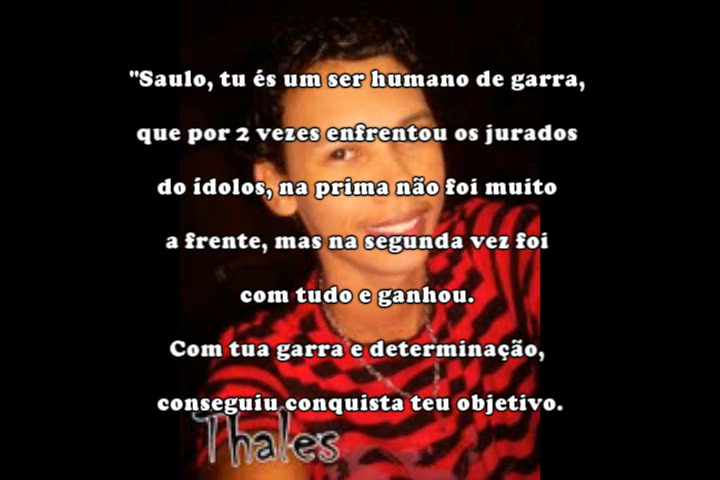 "Saulo, tu és um ser humano de garra,
que por 2 vezes enfrentou os jurados
do ídolos, na prima não foi muito
a frente, mas na segunda vez foi
com tudo e ganhou.
Com tua garra e determinação,
conseguiu conquista teu objetivo.
Thales